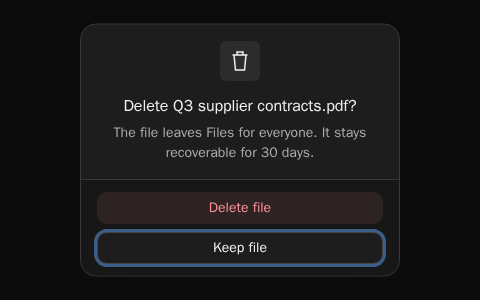 Delete Q3 supplier contracts.pdf?
The file leaves Files for everyone. It stays
recoverable for 30 days.
Delete file
Keep file